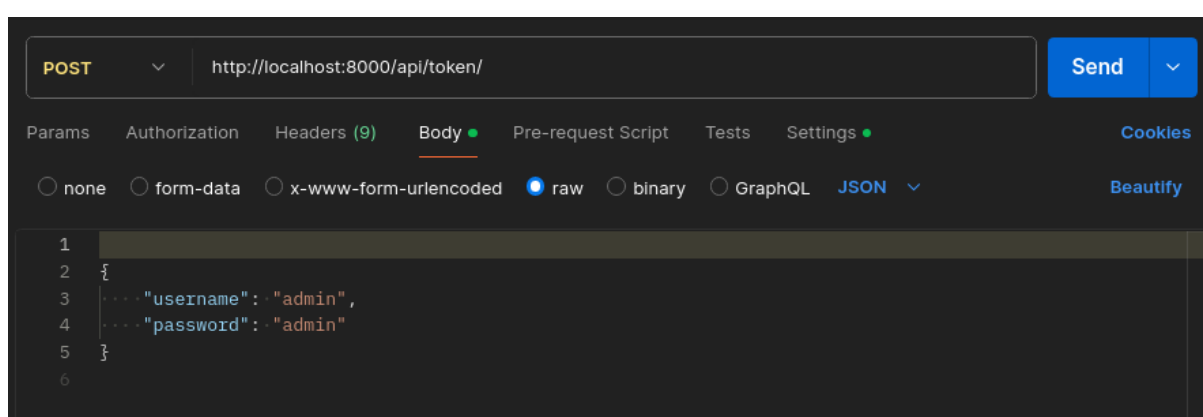 POST http://localhost:8000/api/token/ Send
Params Authorization Headers (9) Body Pre-request Script Tests Settings Cookies
none form-data x-www-form-urlencoded raw binary GraphQL JSON Beautify
1
2 {
3 "username": "admin",
4 "password": "admin"
5 }
6